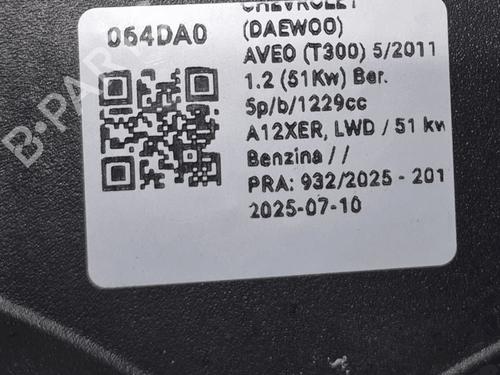 CHEVROLET
064DA0
(DAEWOO)
AVEO (T300) 5/2011
1.2 (51Kw) Ber.
5p/b/1229cc
A12XER, LWD / 51 kw
Benzina / /
PRA: 932/2025 - 201
2025-07-10
B-PARTS